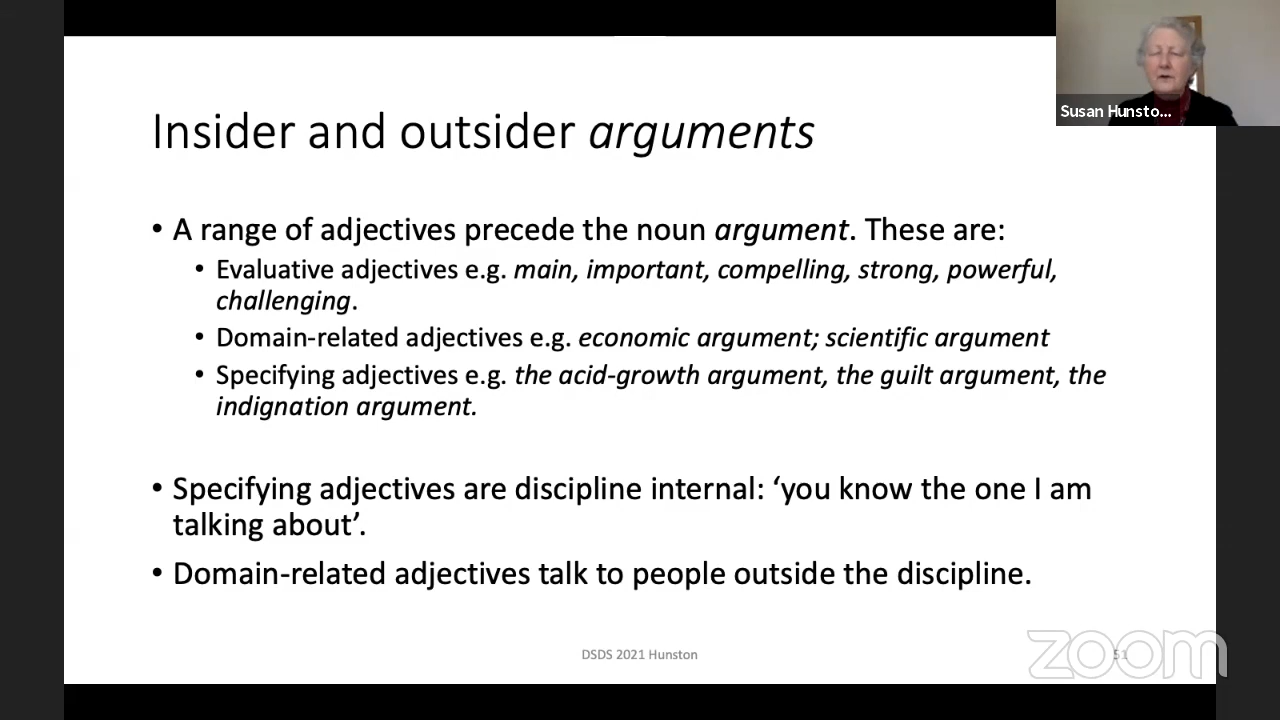 Susan Hunsto...
Insider and outsider arguments
• A range of adjectives precede the noun argument. These are:
• Evaluative adjectives e.g. main, important, compelling, strong, powerful,
challenging.
• Domain-related adjectives e.g. economic argument; scientific argument
• Specifying adjectives e.g. the acid-growth argument, the guilt argument, the
indignation argument.
• Specifying adjectives are discipline internal: ‘you know the one I am
talking about’.
• Domain-related adjectives talk to people outside the discipline.
DSDS 2021 Hunston
51
zoom